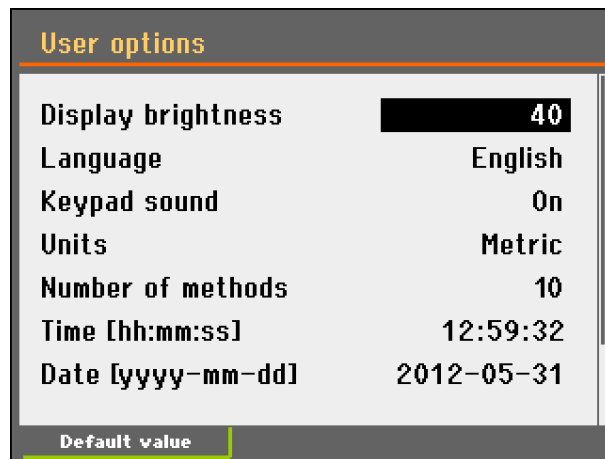 User options
Display brightness 40
Language English
Keypad sound On
Units Metric
Number of methods 10
Time [hh:mm:ss] 12:59:32
Date [yyyy-mm-dd] 2012-05-31
Default value